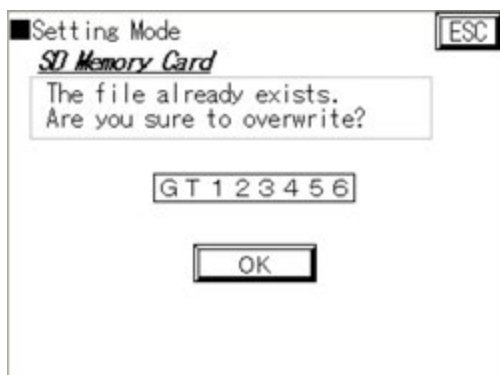 ■Setting Mode
ESC
SD Memory Card
The file already exists.
Are you sure to overwrite?
GT123456
OK